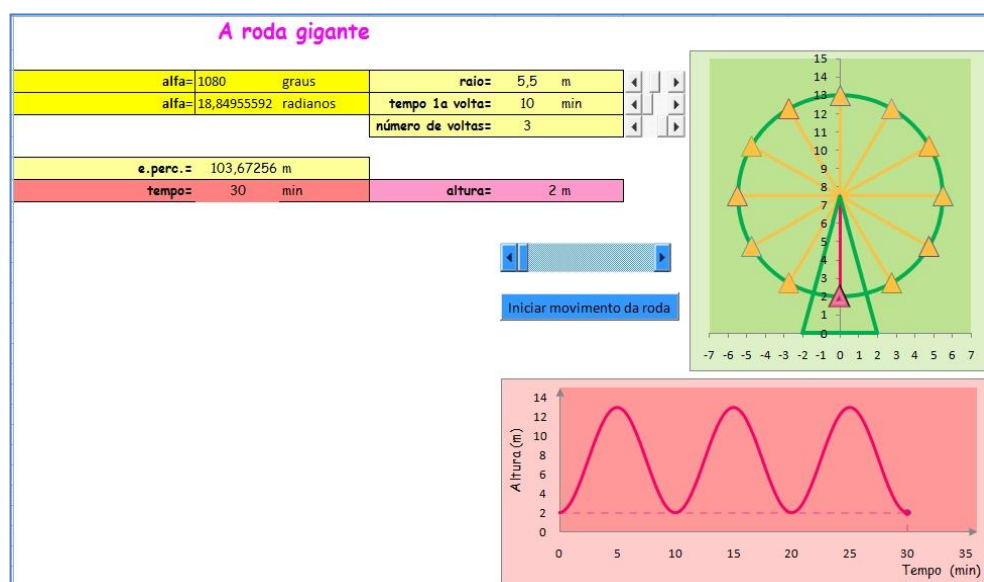 A roda gigante
alfa= 1080 graus raio= 5,5 m
alfa= 18,84955592 radianos tempo 1a volta= 10 min
número de voltas= 3
e.perc.= 103,67256 m
tempo= 30 min altura= 2 m
Iniciar movimento da roda
15
14
13
12
11
10
9
8
7
6
5
4
3
2
1
0
-7 -6 -5 -4 -3 -2 -1 0 1 2 3 4 5 6 7
Altura (m)
14
12
10
8
6
4
2
0
0 5 10 15 20 25 30 35
Tempo (min)